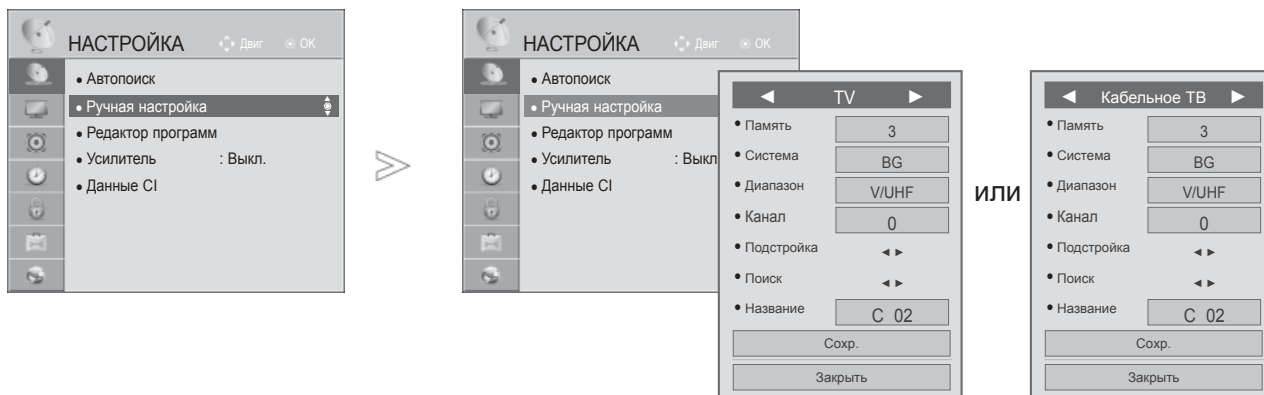 НАСТРОЙКА Двиг OK
• Автопоиск
• Ручная настройка
• Редактор программ
• Усилитель : Выкл.
• Данные CI
НАСТРОЙКА Двиг OK
• Автопоиск
• Ручная настройка
• Редактор программ
• Усилитель : Выкл
• Данные CI
◄ TV ►
• Память 3
• Система BG
• Диапазон V/UHF
• Канал 0
• Подстройка ◄ ►
• Поиск ◄ ►
• Название C 02
Сохр.
Закрыть
или
◄ Кабельное ТВ ►
• Память 3
• Система BG
• Диапазон V/UHF
• Канал 0
• Подстройка ◄ ►
• Поиск ◄ ►
• Название C 02
Сохр.
Закрыть